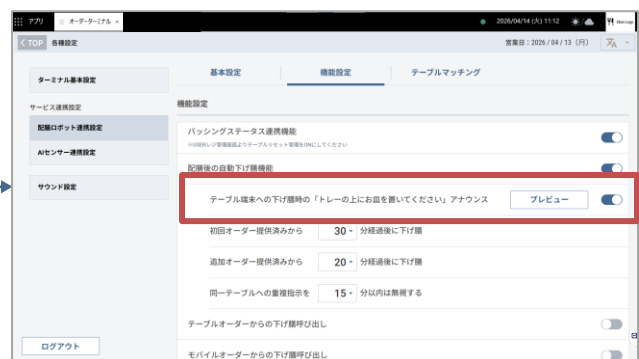 アプリ
オーダーターミナル ×
2026/04/14 (火) 11:12
< TOP 各種設定
営業日：2026 / 04 / 13（月）
ターミナル基本設定
サービス連携設定
配膳ロボット連携設定
AIセンサー連携設定
サウンド設定
ログアウト
基本設定 機能設定 テーブルマッチング
機能設定
バッシングステータス連携機能
※USENレジ管理画面よりテーブルリセット管理をONにしてください
配膳後の自動下げ膳機能
テーブル端末への下げ膳時の「トレーの上にお皿を置いてください」アナウンス プレビュー
初回オーダー提供済みから 30 分経過後に下げ膳
追加オーダー提供済みから 20 分経過後に下げ膳
同一テーブルへの重複指示を 15 分以内は無視する
テーブルオーダーからの下げ膳呼び出し
モバイルオーダーからの下げ膳呼び出し